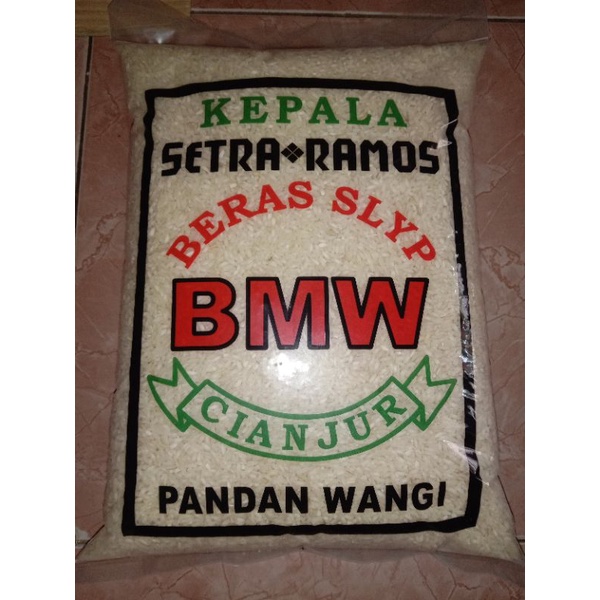 KEPALA
SETRA❖RAMOS
BERAS SLYP
BMW
CIANJUR
PANDAN WANGI